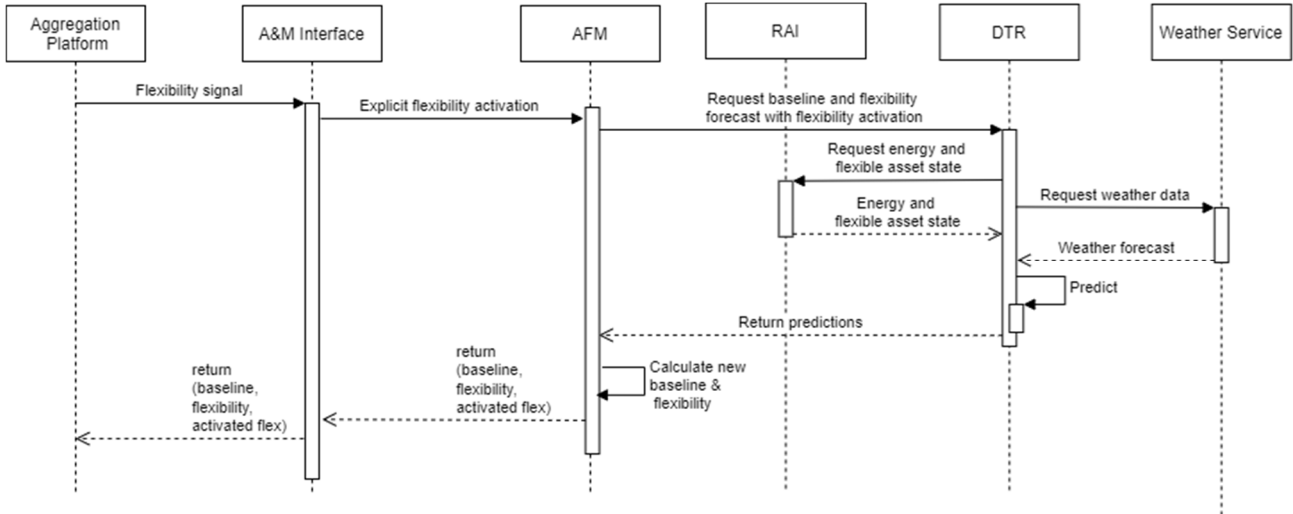 Aggregation
Platform
A&M Interface
AFM
RAI
DTR
Weather Service
Flexibility signal
Explicit flexibility activation
Request baseline and flexibility
forecast with flexibility activation
Request energy and
flexible asset state
Request weather data
Energy and
flexible asset state
Weather forecast
Predict
Return predictions
Calculate new
baseline &
flexibility
return
(baseline,
flexibility,
activated flex)
return
(baseline,
flexibility,
activated flex)